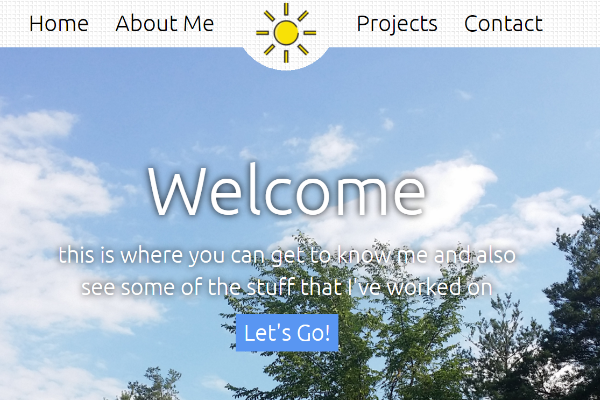 Home About Me Projects Contact
Welcome
this is where you can get to know me and also
see some of the stuff that I've worked on
Let's Go!